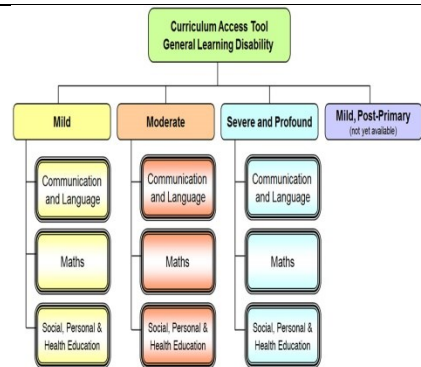 Curriculum Access Tool
General Learning Disability
Mild
Moderate
Severe and Profound
Mild, Post-Primary
(not yet available)
Communication
and Language
Communication
and Language
Communication
and Language
Maths
Maths
Maths
Social, Personal &
Health Education
Social, Personal &
Health Education
Social, Personal &
Health Education